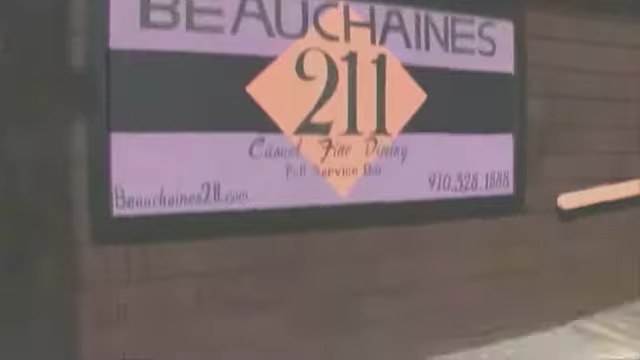 BEAUCHAINES
211
Casual Fine Dining
Full Service Bar
Beauchaines211.com
910.328.1888